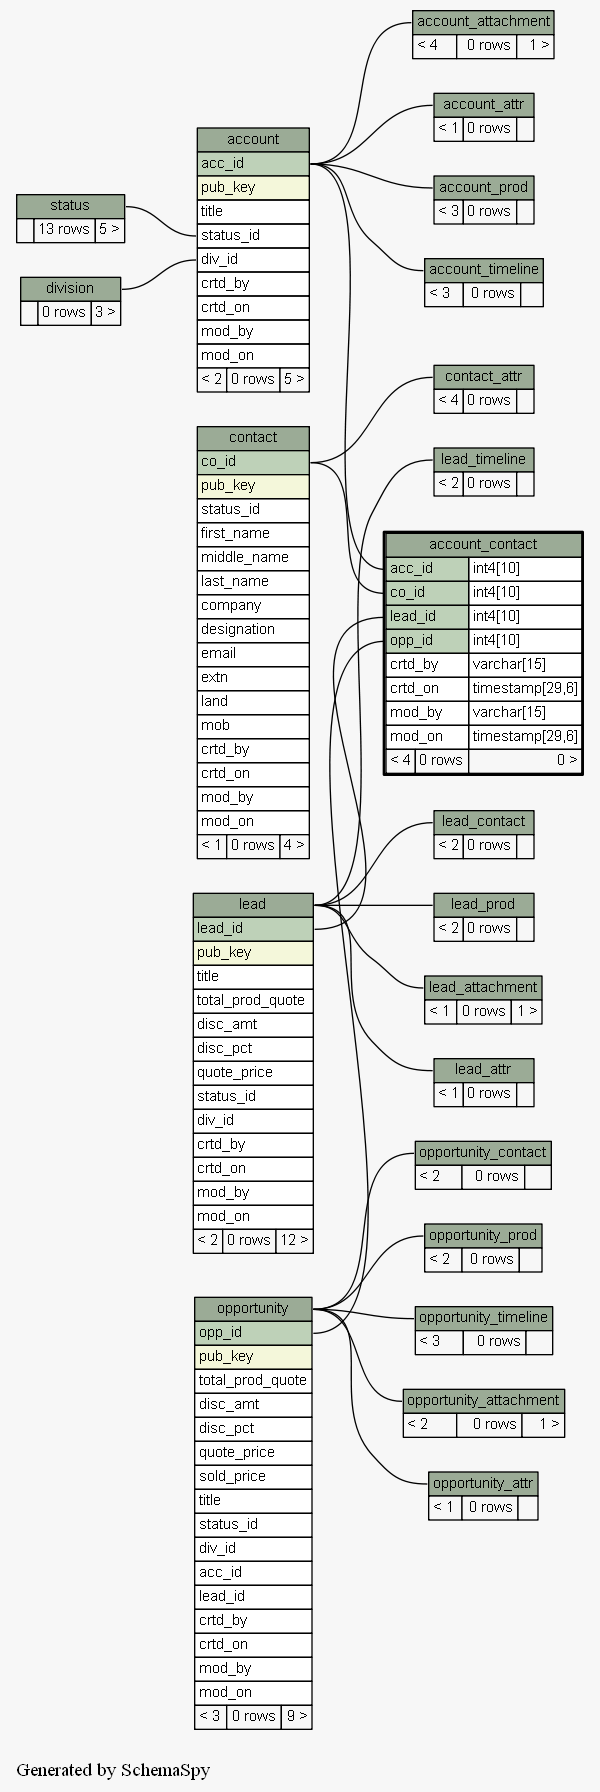 account_attachment
< 4 0 rows 1 >
account_attr
< 1 0 rows
account_prod
< 3 0 rows
account_timeline
< 3 0 rows
account
acc_id
pub_key
title
status_id
div_id
crtd_by
crtd_on
mod_by
mod_on
< 2 0 rows 5 >
status
13 rows 5 >
division
0 rows 3 >
contact_attr
< 4 0 rows
lead_timeline
< 2 0 rows
contact
co_id
pub_key
status_id
first_name
middle_name
last_name
company
designation
email
extn
land
mob
crtd_by
crtd_on
mod_by
mod_on
< 1 0 rows 4 >
account_contact
acc_id int4[10]
co_id int4[10]
lead_id int4[10]
opp_id int4[10]
crtd_by varchar[15]
crtd_on timestamp[29,6]
mod_by varchar[15]
mod_on timestamp[29,6]
< 4 0 rows 0 >
lead_contact
< 2 0 rows
lead_prod
< 2 0 rows
lead_attachment
< 1 0 rows 1 >
lead_attr
< 1 0 rows
lead
lead_id
pub_key
title
total_prod_quote
disc_amt
disc_pct
quote_price
status_id
div_id
crtd_by
crtd_on
mod_by
mod_on
< 2 0 rows 12 >
opportunity_contact
< 2 0 rows
opportunity_prod
< 2 0 rows
opportunity_timeline
< 3 0 rows
opportunity_attachment
< 2 0 rows 1 >
opportunity_attr
< 1 0 rows
opportunity
opp_id
pub_key
total_prod_quote
disc_amt
disc_pct
quote_price
sold_price
title
status_id
div_id
acc_id
lead_id
crtd_by
crtd_on
mod_by
mod_on
< 3 0 rows 9 >
Generated by SchemaSpy